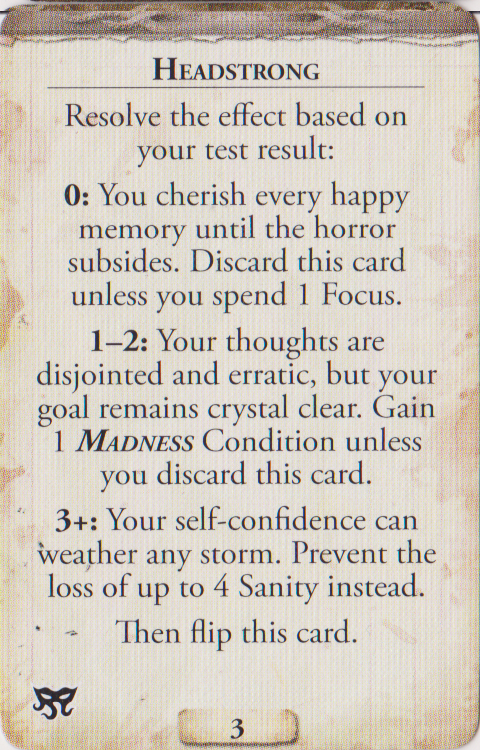 HEADSTRONG
Resolve the effect based on
your test result:
0: You cherish every happy
memory until the horror
subsides. Discard this card
unless you spend 1 Focus.
1–2: Your thoughts are
disjointed and erratic, but your
goal remains crystal clear. Gain
1 MADNESS Condition unless
you discard this card.
3+: Your self-confidence can
weather any storm. Prevent the
loss of up to 4 Sanity instead.
Then flip this card.
3